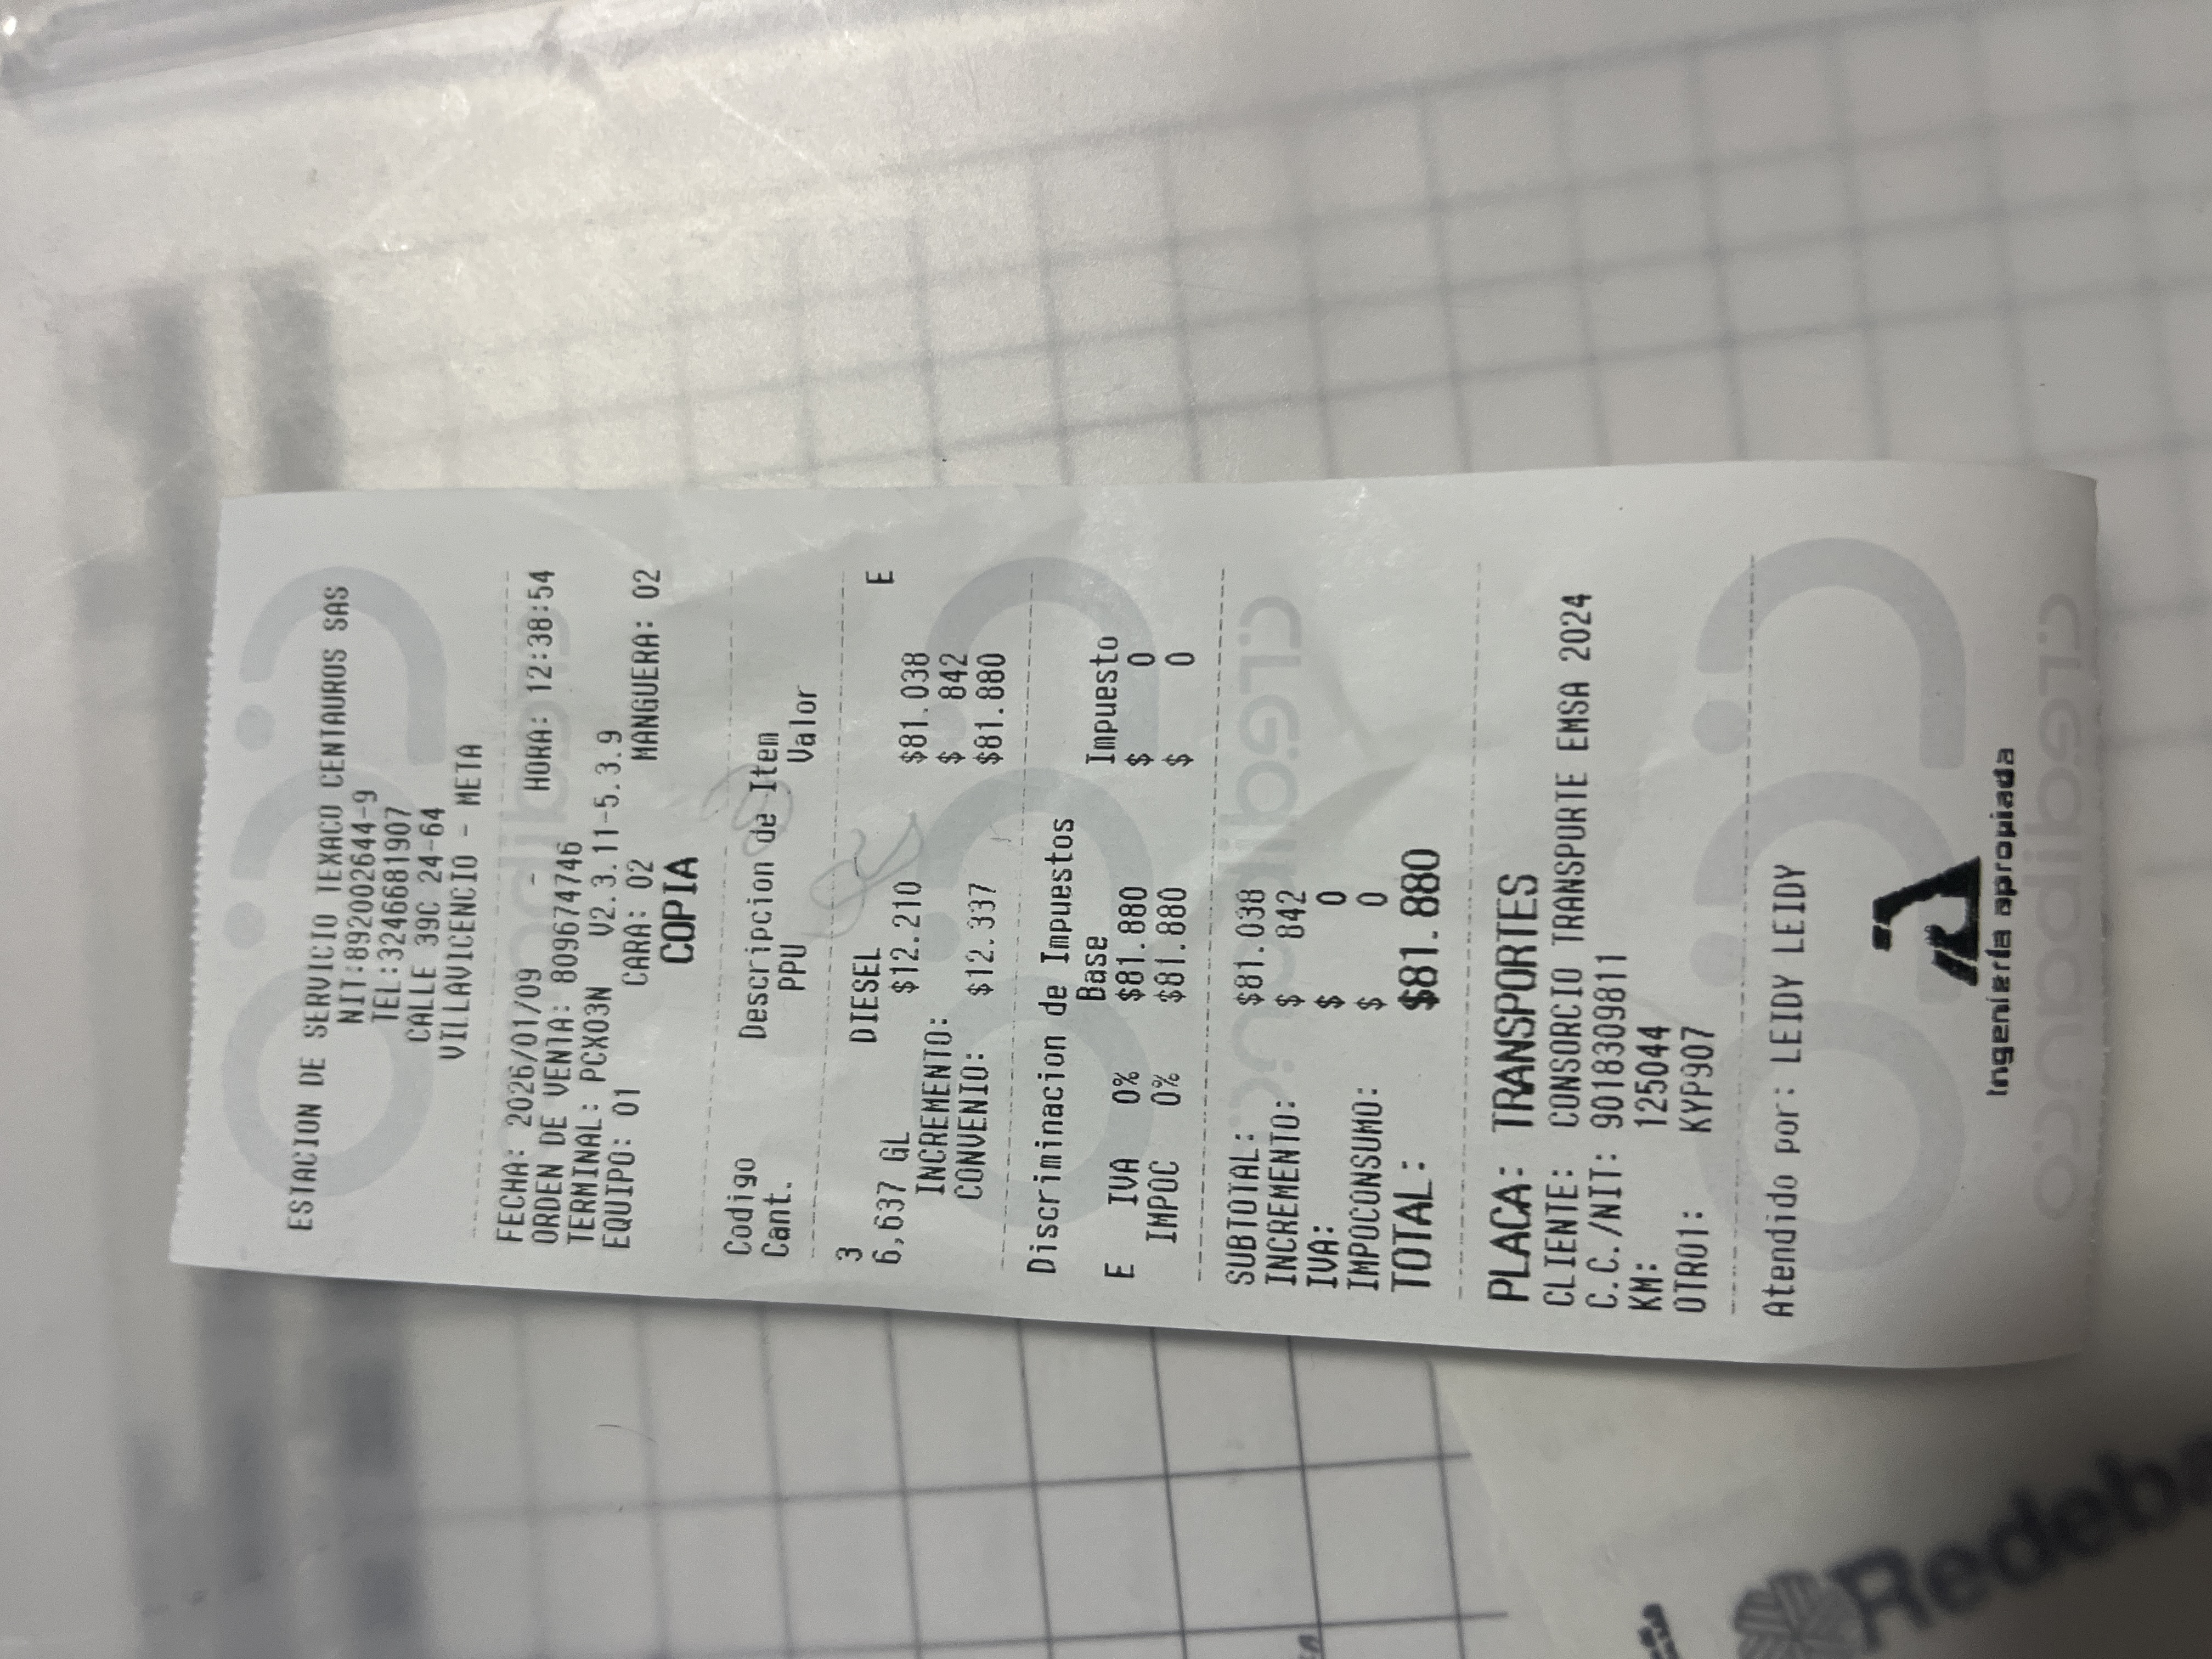 ESTACION DE SERVICIO TEXACO CENTAUROS SAS
NIT:892002644-9
TEL:3246681907
CALLE 39C 24-64
VILLAVICENCIO - META
FECHA: 2026/01/09 - HORA: 12:38:54
ORDEN DE VENTA: 809674746
TERMINAL: PCX03N V2.3.11-5.3.9
EQUIPO: 01 CARA: 02 MANGUERA: 02
COPIA
Codigo Descripcion de Item
Cant. PPU Valor
3 DIESEL E
6,637 GL $12.210 $81.038
INCREMENTO: $ 842
CONVENIO: $12.337 $81.880
Discriminacion de Impuestos
Base Impuesto
E IVA 0% $81.880 $ 0
IMPOC 0% $81.880 $ 0
SUBTOTAL: $81.038
INCREMENTO: $ 842
IVA: $ 0
IMPOCONSUMO: $ 0
TOTAL: $81.880
PLACA: TRANSPORTES
CLIENTE: CONSORCIO TRANSPORTE EMSA 2024
C.C./NIT: 9018309811
KM: 125044
OTRO1: KYP907
Atendido por: LEIDY LEIDY
Ingeniería apropiada